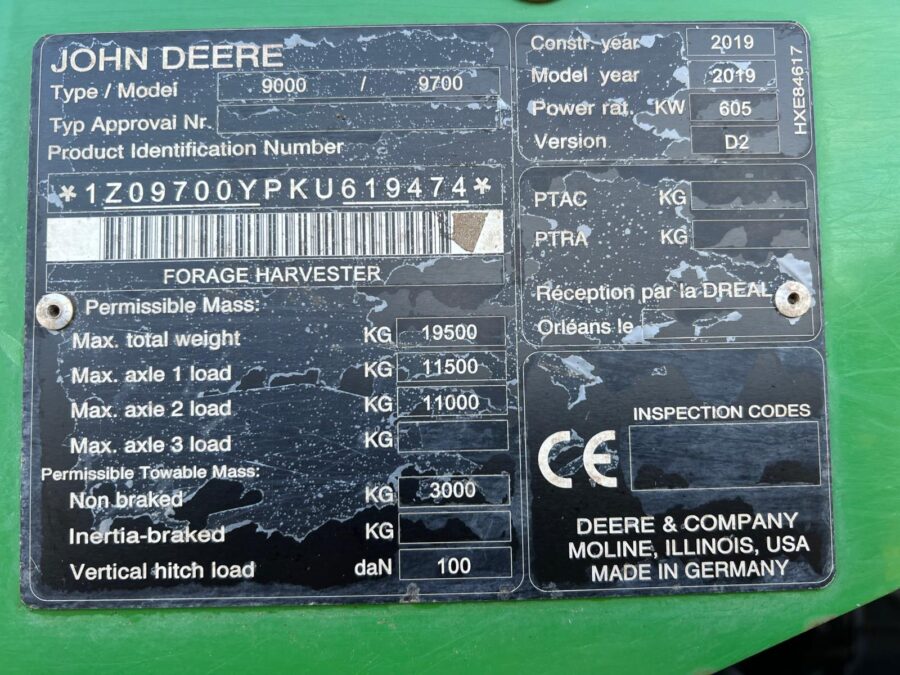 JOHN DEERE
Type / Model 9000 / 9700
Typ Approval Nr
Product Identification Number
*1Z09700YPKU619474*
FORAGE HARVESTER
Permissible Mass:
Max. total weight KG 19500
Max. axle 1 load KG 11500
Max. axle 2 load KG 11000
Max. axle 3 load KG
Permissible Towable Mass:
Non braked KG 3000
Inertia-braked KG
Vertical hitch load daN 100
Constr. year 2019
Model year 2019
Power rat. KW 605
Version D2
HXE84617
PTAC KG
PTRA KG
Réception par la DREAL
Orléans le
INSPECTION CODES
CE
DEERE & COMPANY
MOLINE, ILLINOIS, USA
MADE IN GERMANY